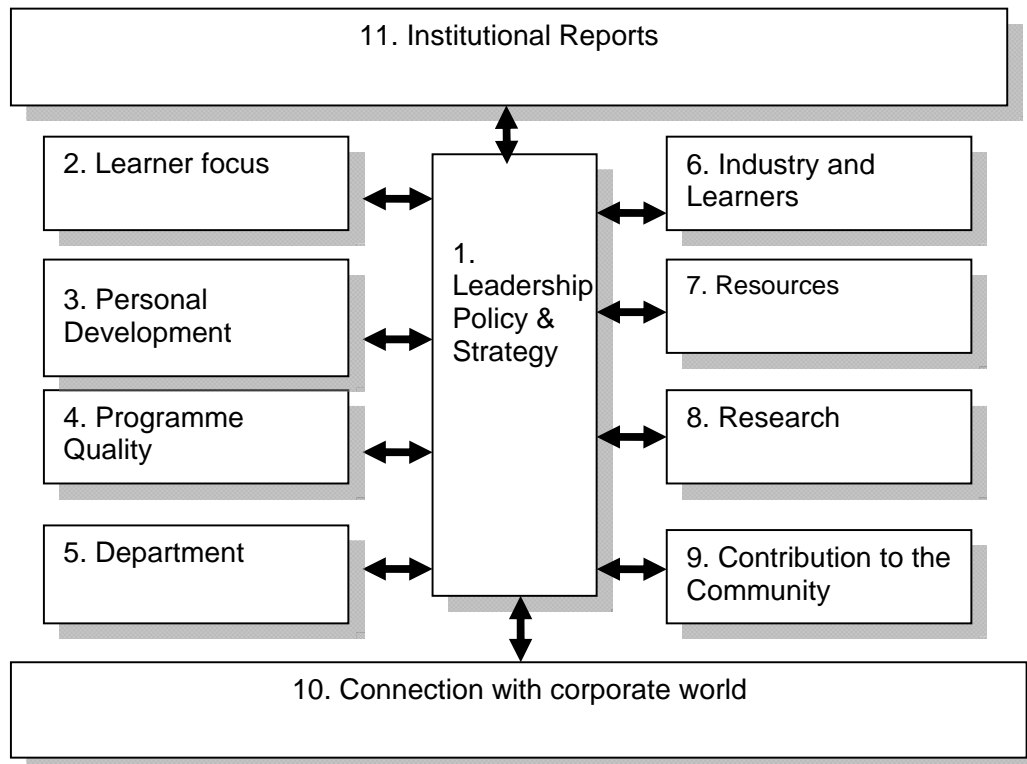 11. Institutional Reports
2. Learner focus
3. Personal
Development
4. Programme
Quality
5. Department
1.
Leadership
Policy &
Strategy
6. Industry and
Learners
7. Resources
8. Research
9. Contribution to the
Community
10. Connection with corporate world